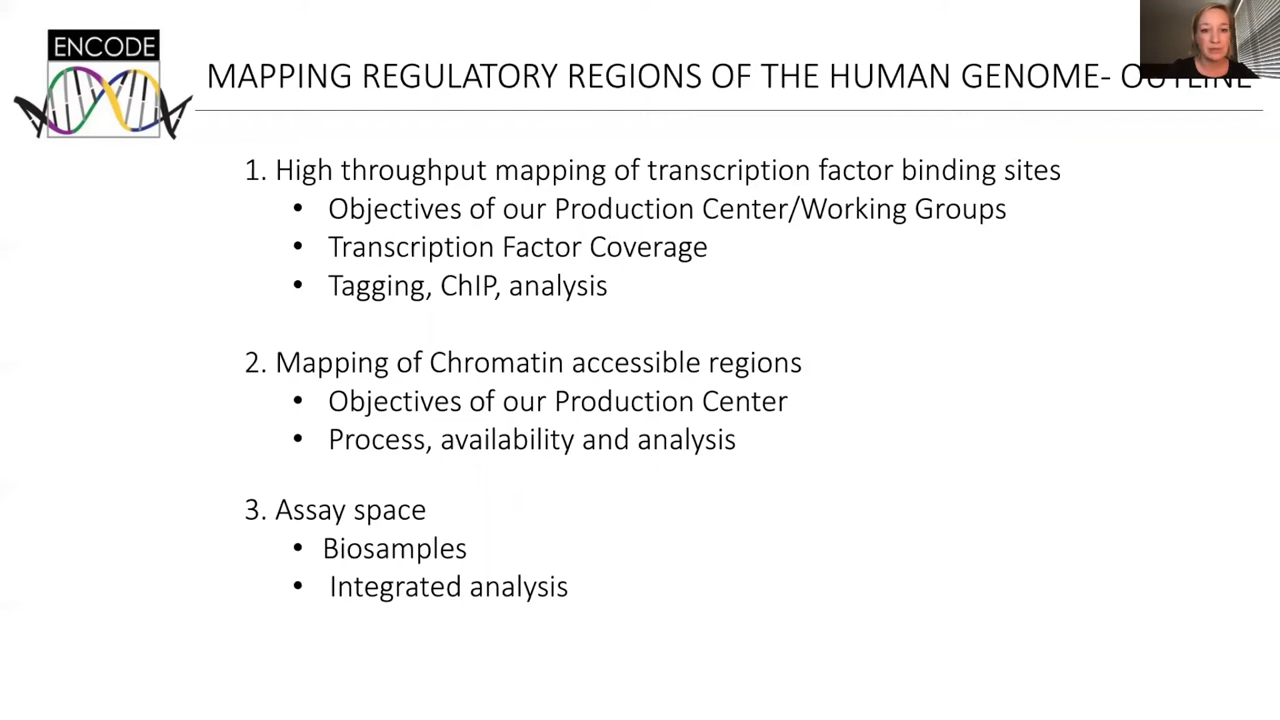 ENCODE
MAPPING REGULATORY REGIONS OF THE HUMAN GENOME- OUTLINE
1. High throughput mapping of transcription factor binding sites
• Objectives of our Production Center/Working Groups
• Transcription Factor Coverage
• Tagging, ChIP, analysis
2. Mapping of Chromatin accessible regions
• Objectives of our Production Center
• Process, availability and analysis
3. Assay space
• Biosamples
• Integrated analysis